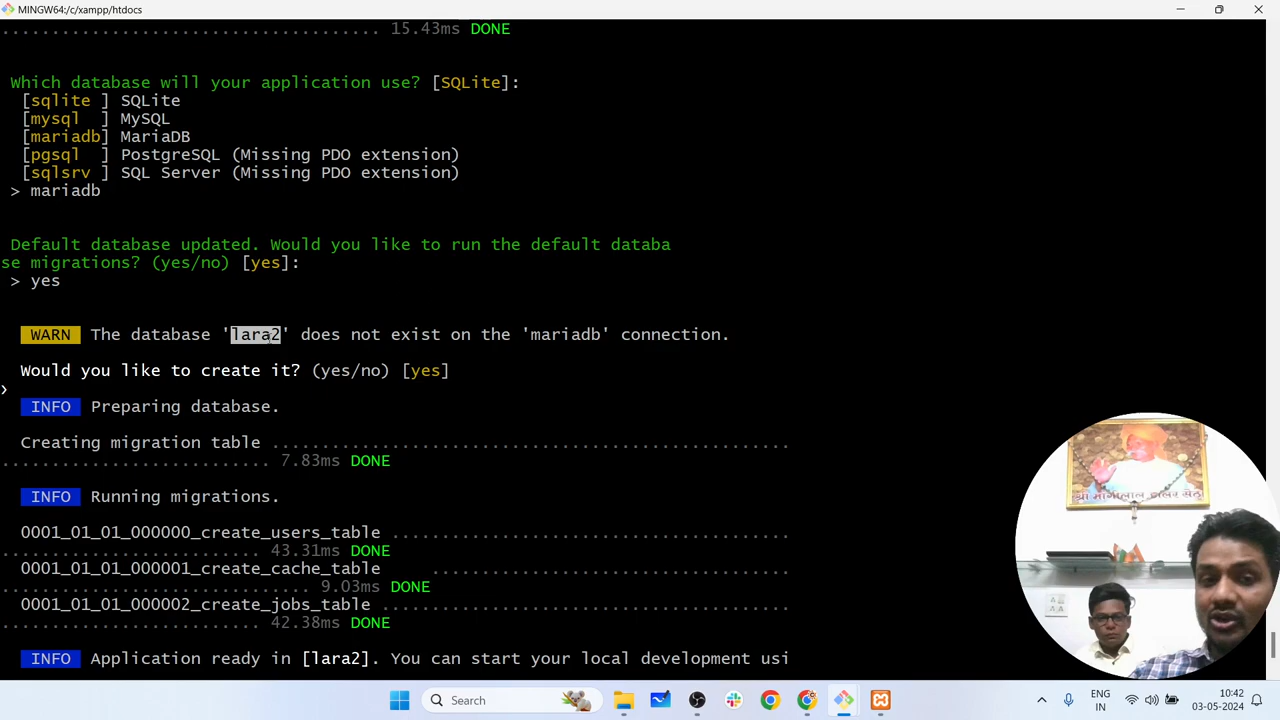 MINGW64:/c/xampp/htdocs
..................................... 15.43ms DONE
Which database will your application use? [SQLite]:
[sqlite ] SQLite
[mysql  ] MySQL
[mariadb] MariaDB
[pgsql  ] PostgreSQL (Missing PDO extension)
[sqlsrv ] SQL Server (Missing PDO extension)
> mariadb
Default database updated. Would you like to run the default databa
se migrations? (yes/no) [yes]:
> yes
WARN The database 'lara2' does not exist on the 'mariadb' connection.
Would you like to create it? (yes/no) [yes]
❯
INFO Preparing database.
Creating migration table ...................................................
.......................... 7.83ms DONE
INFO Running migrations.
0001_01_01_000000_create_users_table .......................................
......................... 43.31ms DONE
0001_01_01_000001_create_cache_table .......................................
.............................. 9.03ms DONE
0001_01_01_000002_create_jobs_table ........................................
......................... 42.38ms DONE
INFO Application ready in [lara2]. You can start your local development usi
श्री मांगीलाल
Search
ENG
IN
10:42
03-05-2024